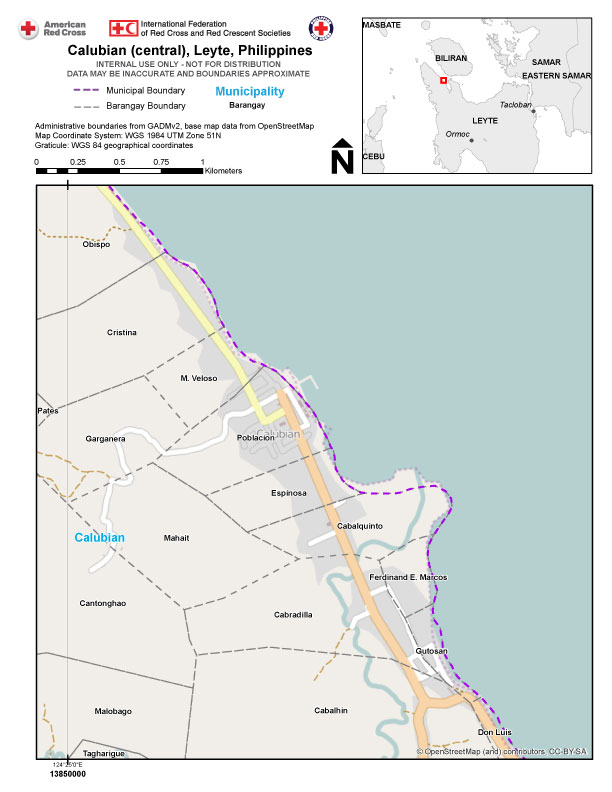 American
Red Cross
International Federation
of Red Cross and Red Crescent Societies
PHILIPPINE
RED CROSS
Calubian (central), Leyte, Philippines
INTERNAL USE ONLY - NOT FOR DISTRIBUTION
DATA MAY BE INACCURATE AND BOUNDARIES APPROXIMATE
Municipal Boundary
Municipality
Barangay Boundary
Barangay
Administrative boundaries from GADMv2, base map data from OpenStreetMap
Map Coordinate System: WGS 1984 UTM Zone 51N
Graticule: WGS 84 geographical coordinates
0 0.25 0.5 0.75 1
Kilometers
N
MASBATE
BILIRAN
SAMAR
EASTERN SAMAR
Tacloban
LEYTE
Ormoc
CEBU
Obispo
Cristina
M. Veloso
Pates
Garganera
Poblacion
Calubian
Espinosa
Cabalquinto
Calubian
Mahait
Ferdinand E. Marcos
Cantonghao
Cabradilla
Gutosan
Malobago
Cabalhin
Don Luis
Tagharigue
© OpenStreetMap (and) contributors, CC-BY-SA
124°25'0"E
13850000